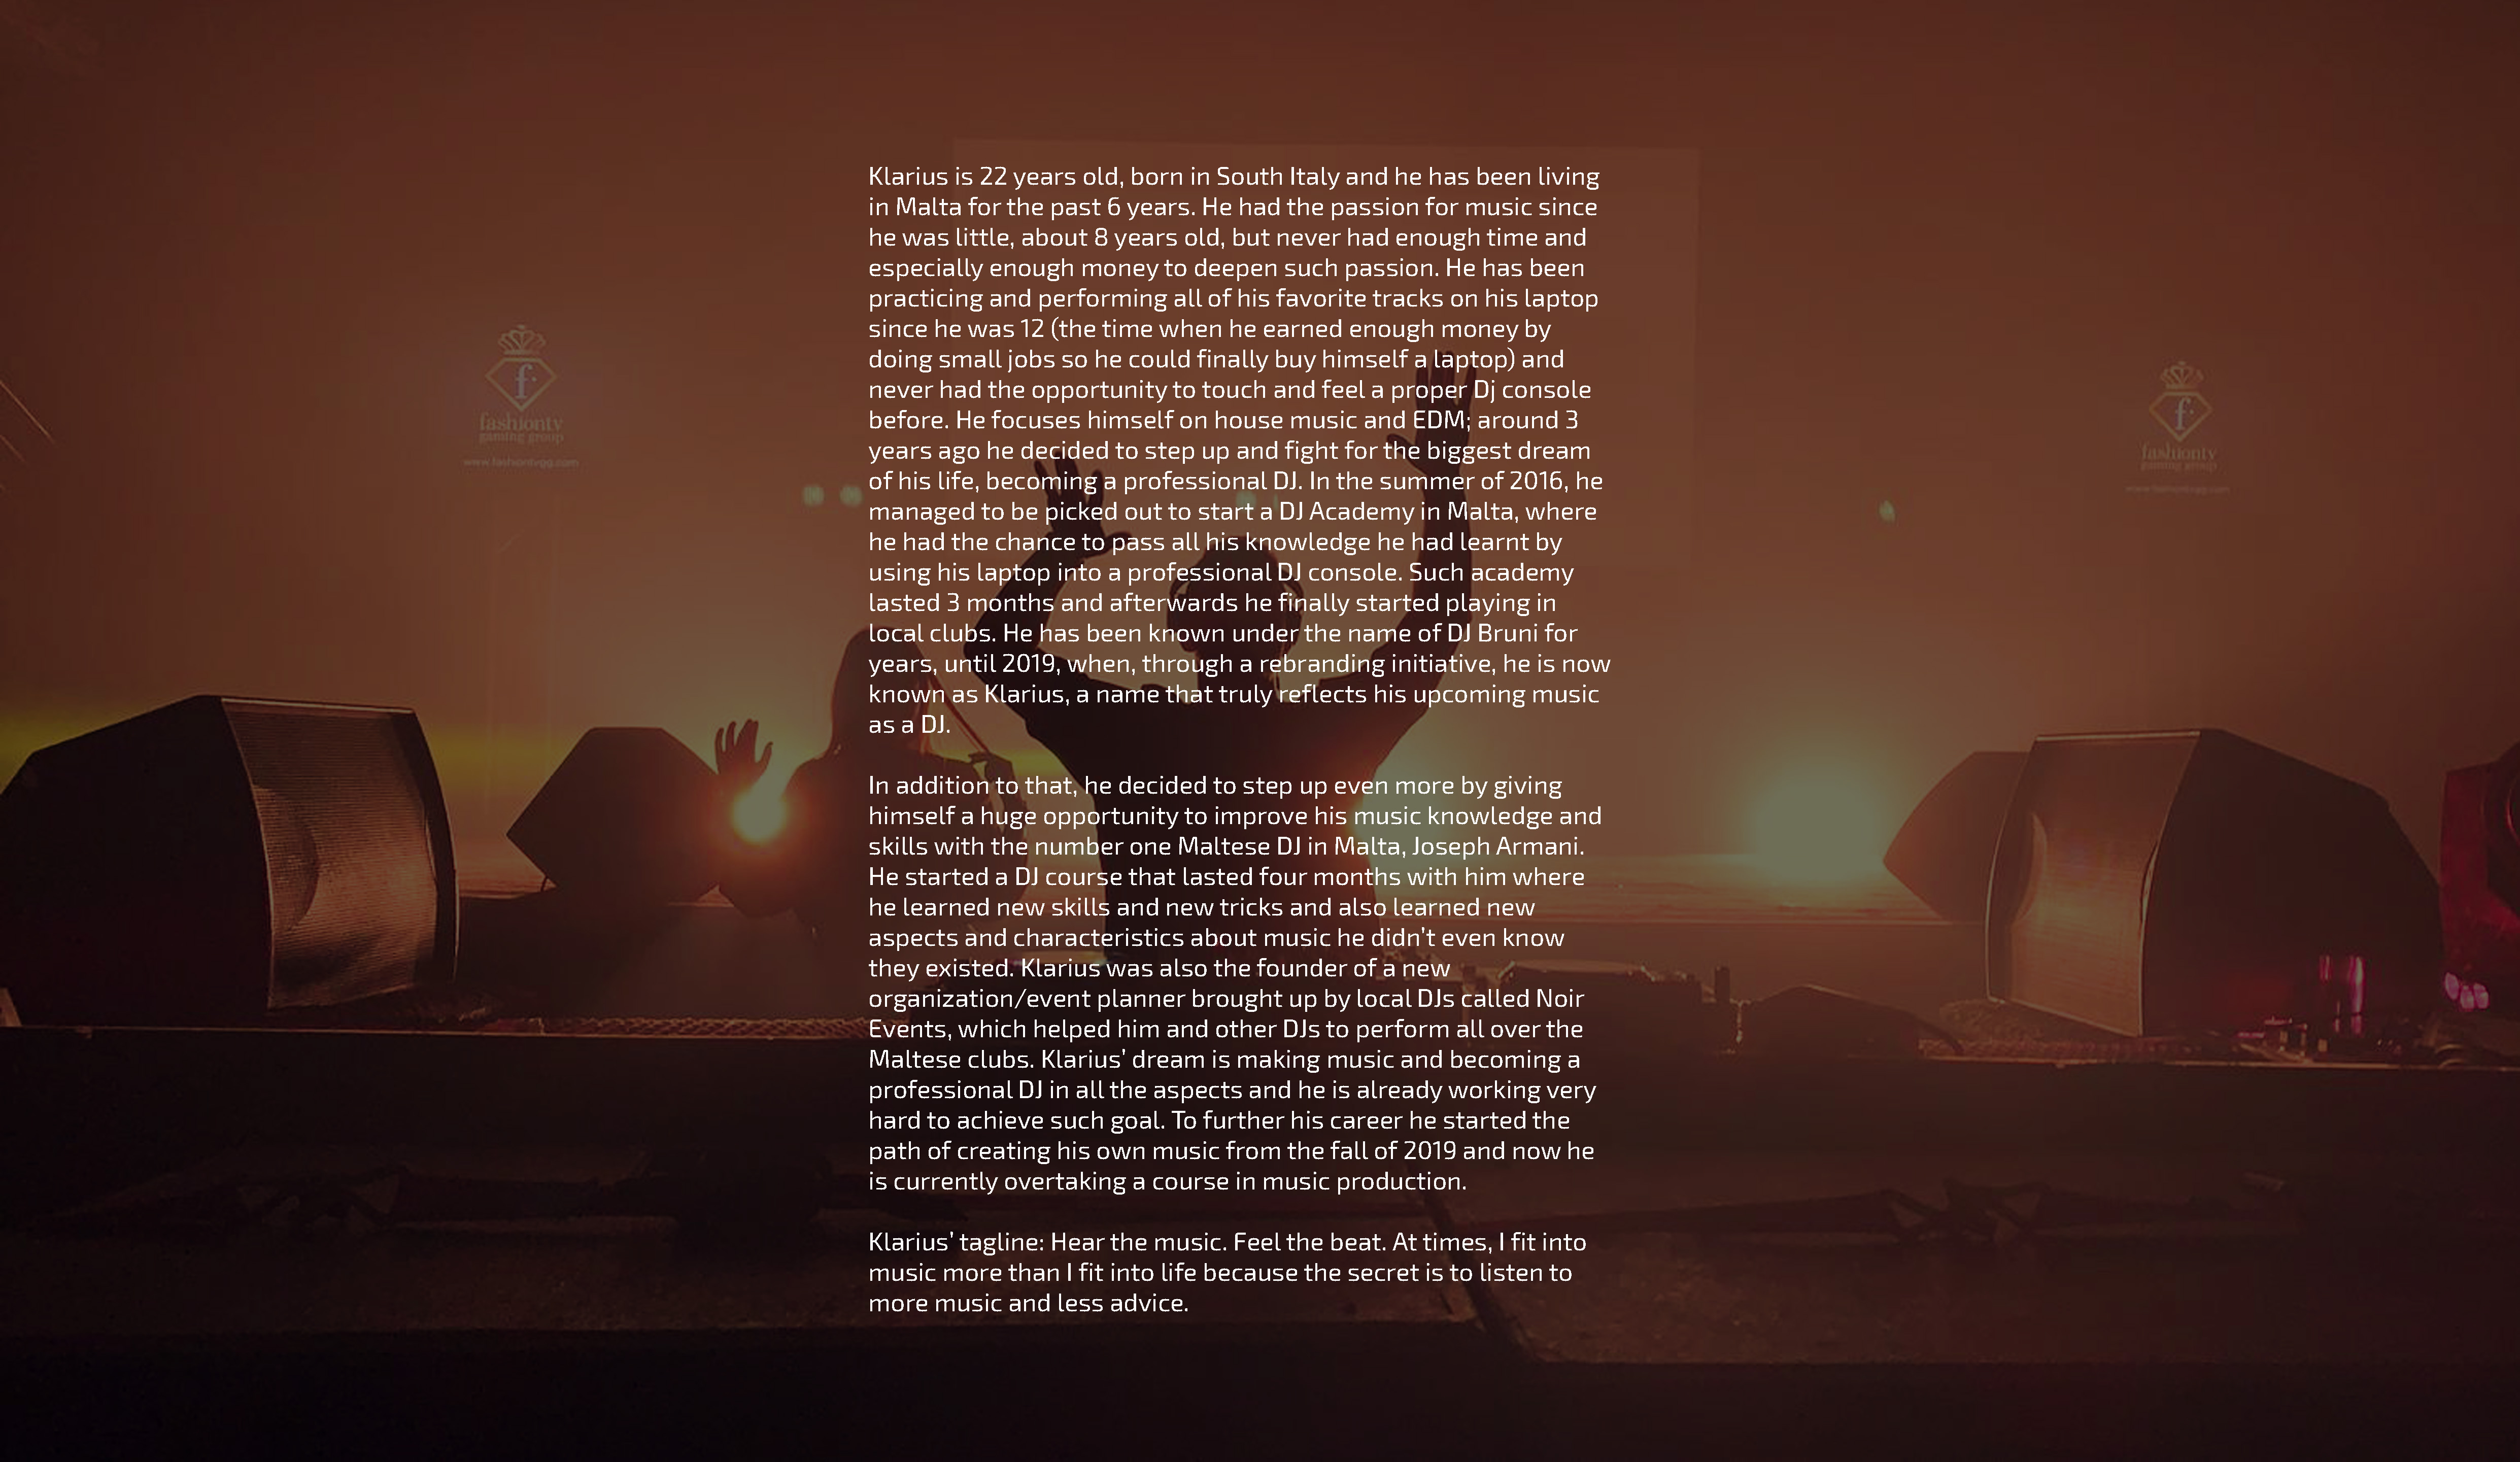 Klarius is 22 years old, born in South Italy and he has been living
in Malta for the past 6 years. He had the passion for music since
he was little, about 8 years old, but never had enough time and
especially enough money to deepen such passion. He has been
practicing and performing all of his favorite tracks on his laptop
since he was 12 (the time when he earned enough money by
doing small jobs so he could finally buy himself a laptop) and
never had the opportunity to touch and feel a proper Dj console
before. He focuses himself on house music and EDM; around 3
years ago he decided to step up and fight for the biggest dream
of his life, becoming a professional DJ. In the summer of 2016, he
managed to be picked out to start a DJ Academy in Malta, where
he had the chance to pass all his knowledge he had learnt by
using his laptop into a professional DJ console. Such academy
lasted 3 months and afterwards he finally started playing in
local clubs. He has been known under the name of DJ Bruni for
years, until 2019, when, through a rebranding initiative, he is now
known as Klarius, a name that truly reflects his upcoming music
as a DJ.
In addition to that, he decided to step up even more by giving
himself a huge opportunity to improve his music knowledge and
skills with the number one Maltese DJ in Malta, Joseph Armani.
He started a DJ course that lasted four months with him where
he learned new skills and new tricks and also learned new
aspects and characteristics about music he didn't even know
they existed. Klarius was also the founder of a new
organization/event planner brought up by local DJs called Noir
Events, which helped him and other DJs to perform all over the
Maltese clubs. Klarius' dream is making music and becoming a
professional DJ in all the aspects and he is already working very
hard to achieve such goal. To further his career he started the
path of creating his own music from the fall of 2019 and now he
is currently overtaking a course in music production.
Klarius' tagline: Hear the music. Feel the beat. At times, I fit into
music more than I fit into life because the secret is to listen to
more music and less advice.
f.
fashiontv
gaming group
www.fashiontvgg.com
f.
fashiontv
gaming group
www.fashiontvgg.com